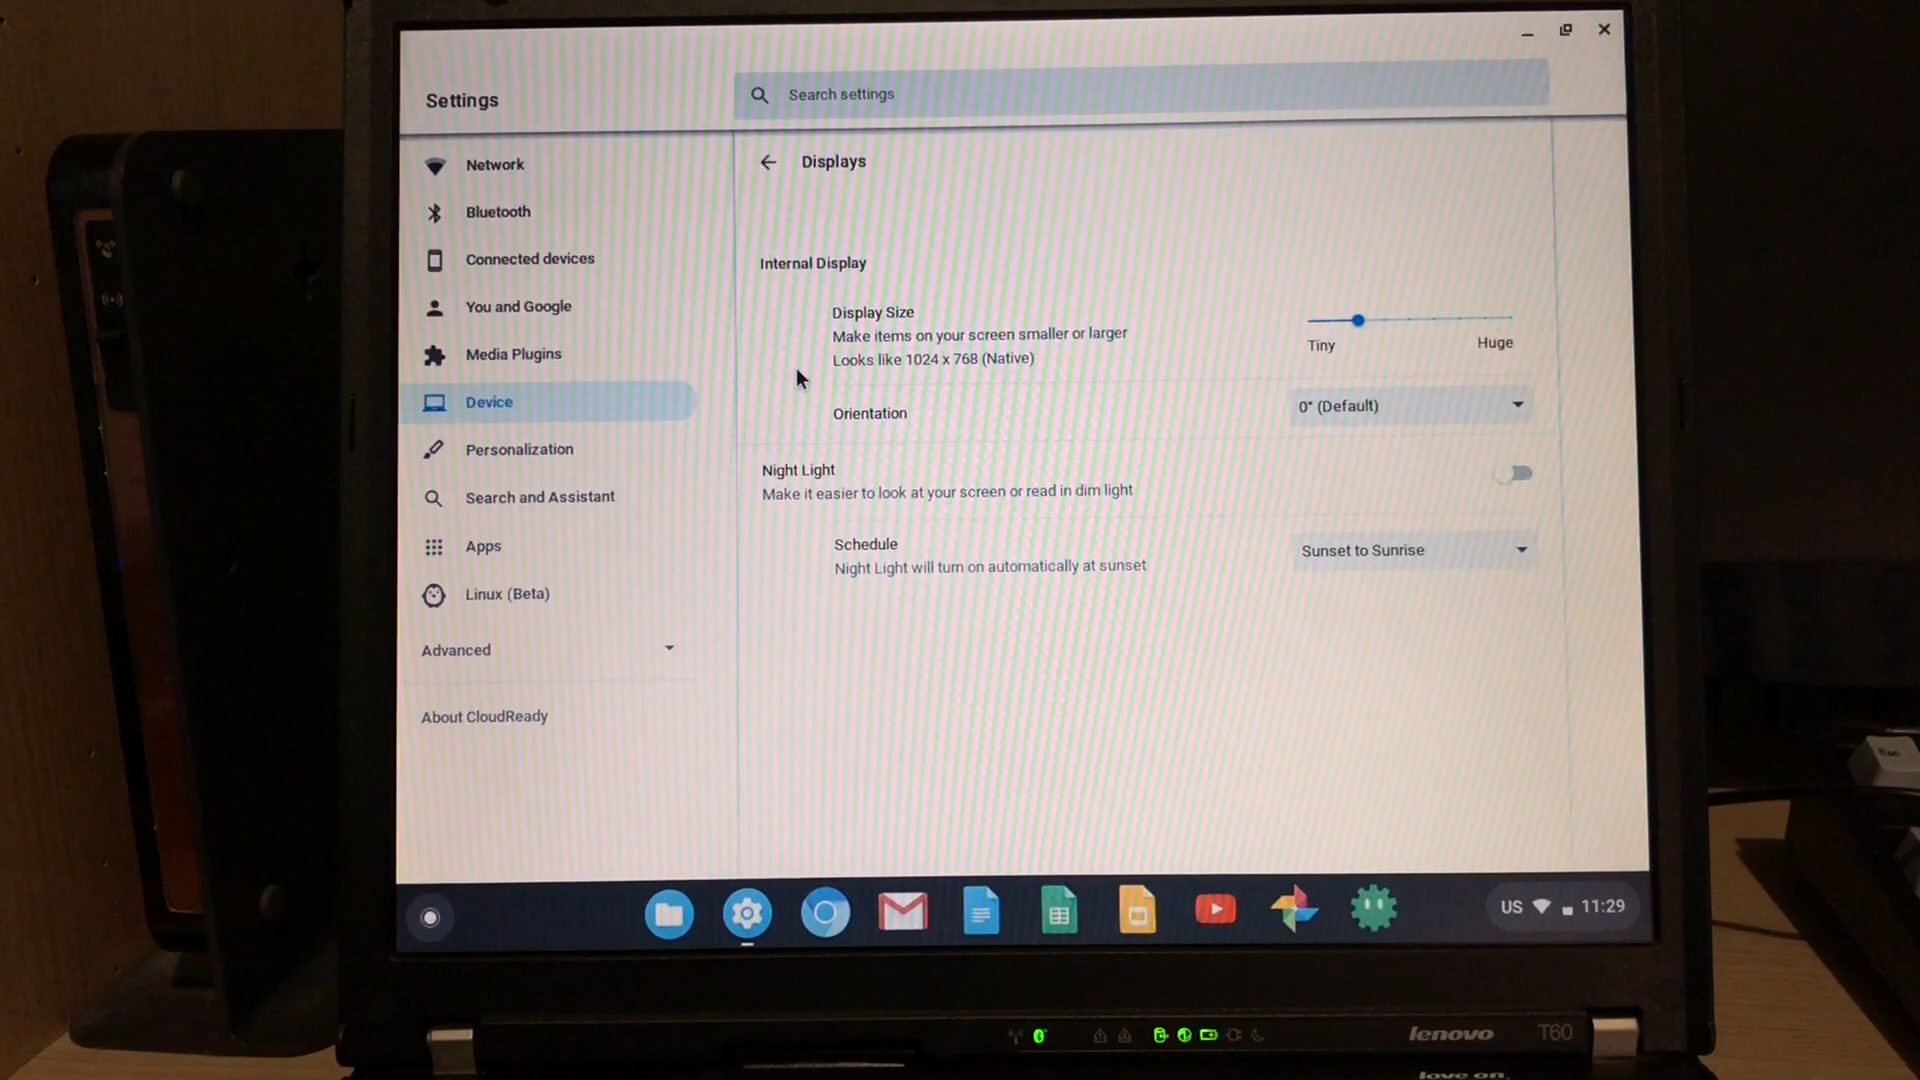 Settings
Search settings
Network
Bluetooth
Connected devices
You and Google
Media Plugins
Device
Personalization
Search and Assistant
Apps
Linux (Beta)
Advanced
About CloudReady
Displays
Internal Display
Display Size
Make items on your screen smaller or larger
Looks like 1024 x 768 (Native)
Tiny
Huge
Orientation
0° (Default)
Night Light
Make it easier to look at your screen or read in dim light
Schedule
Night Light will turn on automatically at sunset
Sunset to Sunrise
US
11:29
lenovo
T60
love on